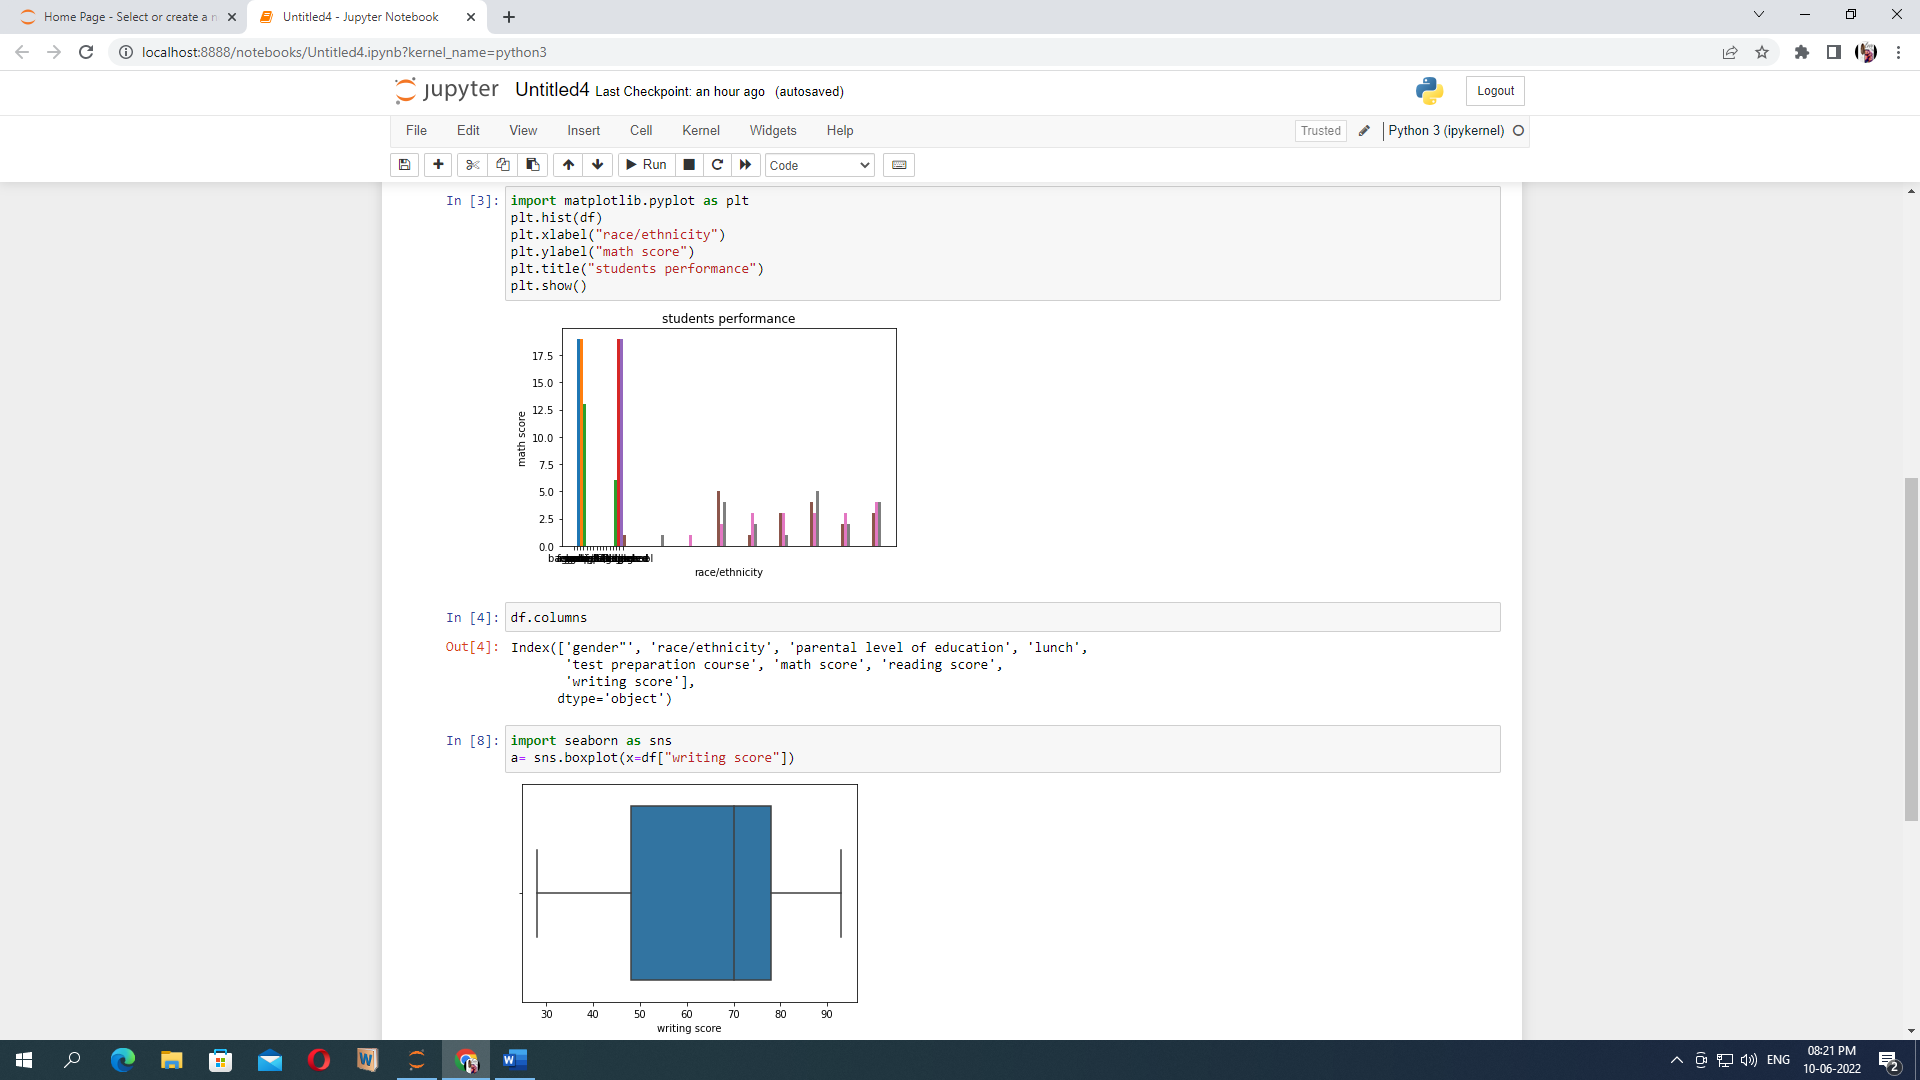 Home Page - Select or create a n
Untitled4 - Jupyter Notebook
localhost:8888/notebooks/Untitled4.ipynb?kernel_name=python3
jupyter Untitled4 Last Checkpoint: an hour ago (autosaved)
Logout
File Edit View Insert Cell Kernel Widgets Help
Trusted Python 3 (ipykernel)
Run Code
In [3]: import matplotlib.pyplot as plt
plt.hist(df)
plt.xlabel("race/ethnicity")
plt.ylabel("math score")
plt.title("students performance")
plt.show()
students performance
17.5
15.0
12.5
10.0
7.5
5.0
2.5
0.0
math score
race/ethnicity
In [4]: df.columns
Out[4]: Index(['gender"', 'race/ethnicity', 'parental level of education', 'lunch',
'test preparation course', 'math score', 'reading score',
'writing score'],
dtype='object')
In [8]: import seaborn as sns
a= sns.boxplot(x=df["writing score"])
30 40 50 60 70 80 90
writing score
ENG
08:21 PM
10-06-2022
2